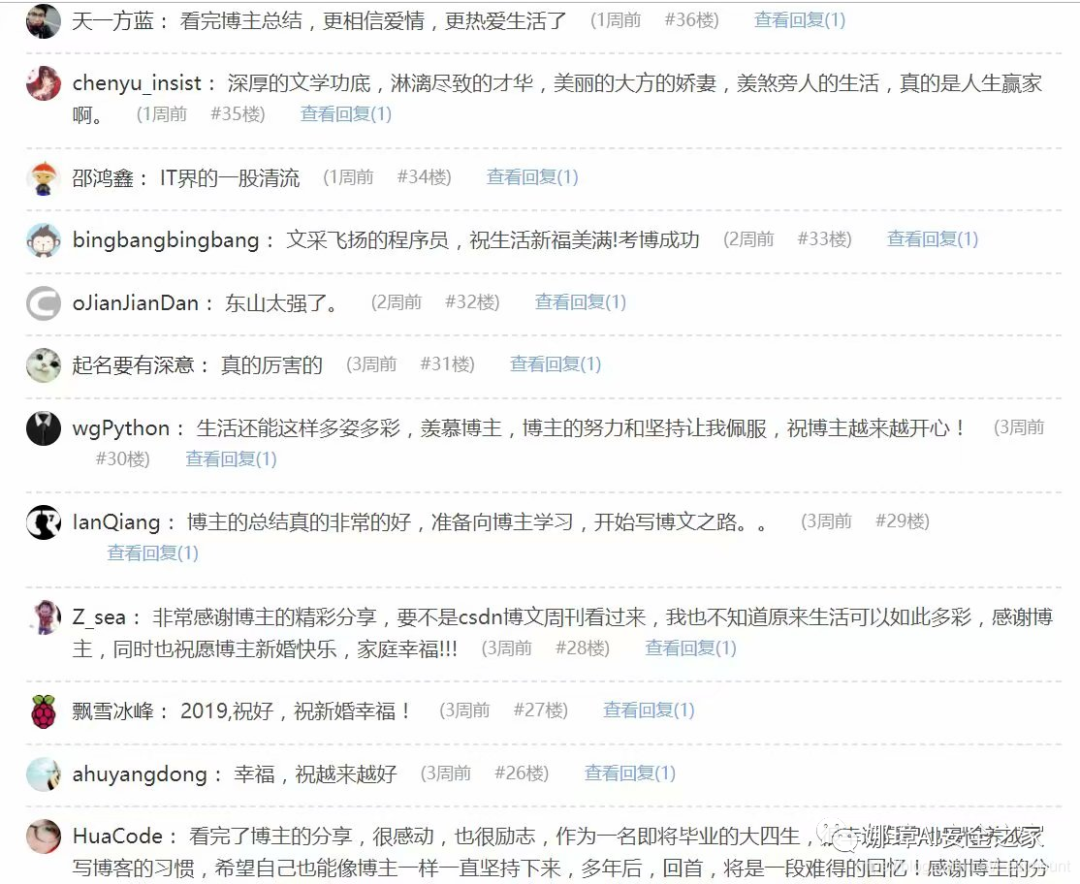 天一方蓝： 看完博主总结，更相信爱情，更热爱生活了 (1周前 #36楼) 查看回复(1)
chenyu_insist： 深厚的文学功底，淋漓尽致的才华，美丽的大方的娇妻，羡煞旁人的生活，真的是人生赢家
啊。 (1周前 #35楼) 查看回复(1)
邵鸿鑫： IT界的一股清流 (1周前 #34楼) 查看回复(1)
bingbangbingbang： 文采飞扬的程序员，祝生活新福美满!考博成功 (2周前 #33楼) 查看回复(1)
oJianJianDan： 东山太强了。 (2周前 #32楼) 查看回复(1)
起名要有深意： 真的厉害的 (3周前 #31楼) 查看回复(1)
wgPython： 生活还能这样多姿多彩，羡慕博主，博主的努力和坚持让我佩服，祝博主越来越开心！ (3周前
#30楼) 查看回复(1)
lanQiang： 博主的总结真的非常的好，准备向博主学习，开始写博文之路。。 (3周前 #29楼)
查看回复(1)
Z_sea： 非常感谢博主的精彩分享，要不是csdn博文周刊看过来，我也不知道原来生活可以如此多彩，感谢博
主，同时也祝愿博主新婚快乐，家庭幸福!!! (3周前 #28楼) 查看回复(1)
飘雪冰峰： 2019,祝好，祝新婚幸福！ (3周前 #27楼) 查看回复(1)
ahuyangdong： 幸福，祝越来越好 (3周前 #26楼) 查看回复(1)
HuaCode： 看完了博主的分享，很感动，也很励志，作为一名即将毕业的大四生，
娜璋AI安全之家
写博客的习惯，希望自己也能像博主一样一直坚持下来，多年后，回首，将是一段难得的回忆！感谢博主的分